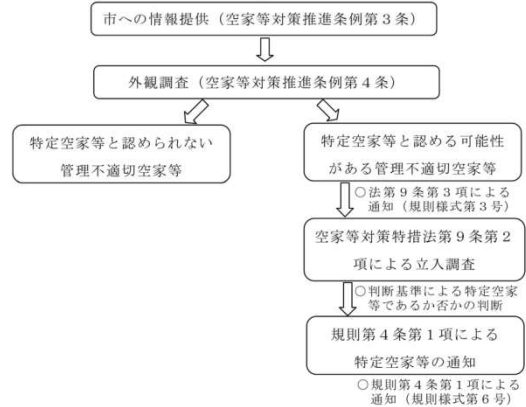 市への情報提供（空家等対策推進条例第３条）
外観調査（空家等対策推進条例第４条）
特定空家等と認められない
管理不適切空家等
特定空家等と認める可能性
がある管理不適切空家等
○法第９条第３項による
通知（規則様式第３号）
空家等対策特措法第９条第２
項による立入調査
○判断基準による特定空家
等であるか否かの判断
規則第４条第１項による
特定空家等の通知
○規則第４条第１項による
通知（規則様式第６号）